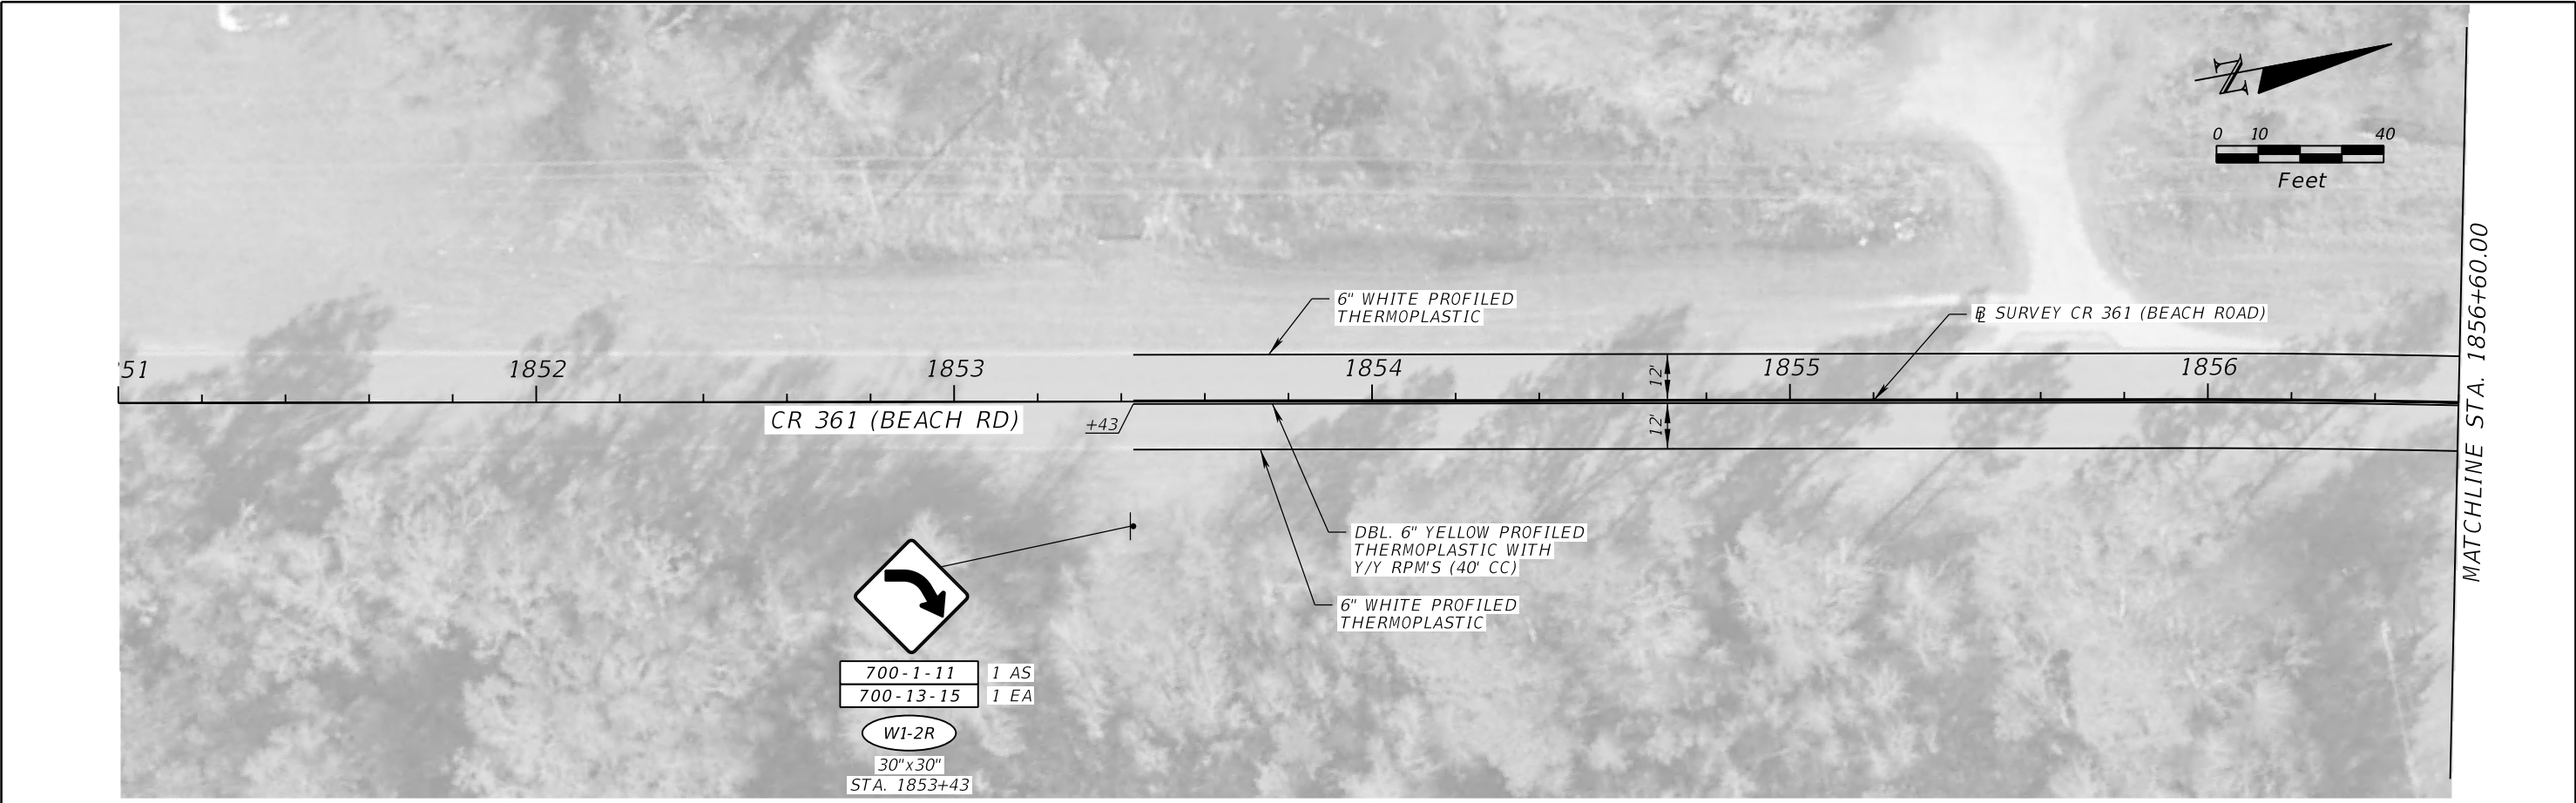 N
0 10 40
Feet
6" WHITE PROFILED
THERMOPLASTIC
BL SURVEY CR 361 (BEACH ROAD)
MATCHLINE STA. 1856+60.00
'51 1852 1853 1854 1855 1856
12'
12'
CR 361 (BEACH RD)
+43
DBL. 6" YELLOW PROFILED
THERMOPLASTIC WITH
Y/Y RPM'S (40' CC)
6" WHITE PROFILED
THERMOPLASTIC
700-1-11 1 AS
700-13-15 1 EA
W1-2R
30"x30"
STA. 1853+43